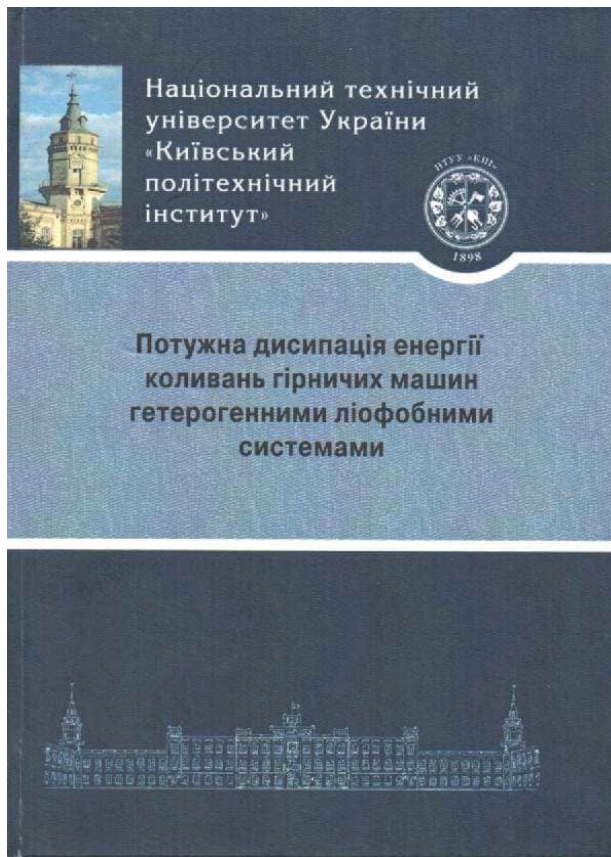 Національний технічний
університет України
«Київський
політехнічний
інститут»
НТУУ «КПІ»
1898
Потужна дисипація енергії
коливань гірничих машин
гетерогенними ліофобними
системами